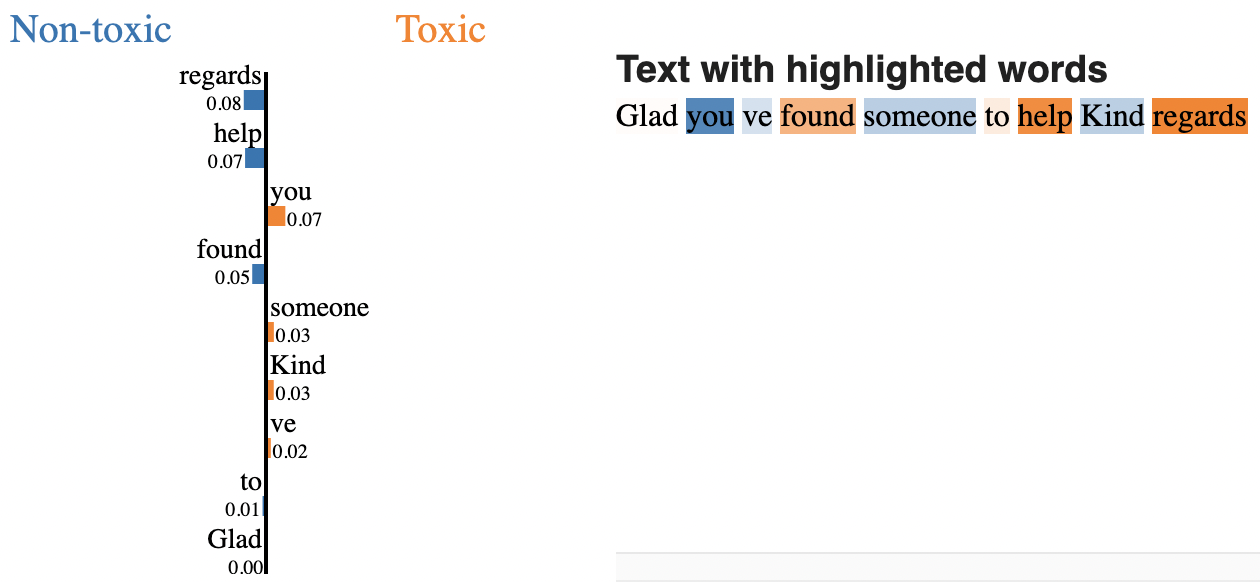 Non-toxic Toxic
regards
0.08
help
0.07
you
0.07
found
0.05
someone
0.03
Kind
0.03
ve
0.02
to
0.01
Glad
0.00
Text with highlighted words
Glad you ve found someone to help Kind regards